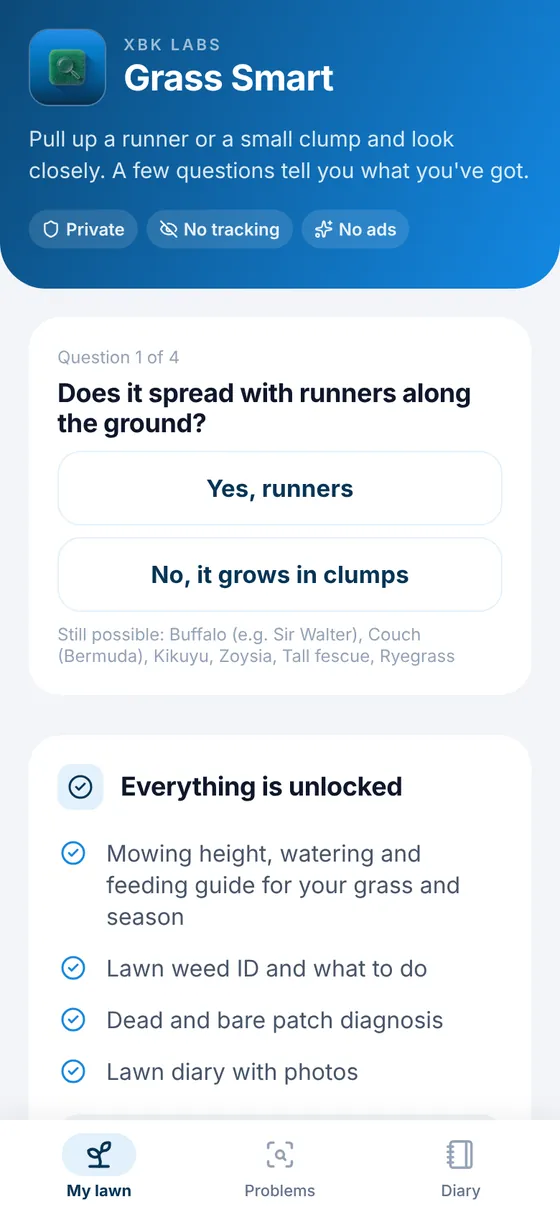 XBK LABS
Grass Smart
Pull up a runner or a small clump and look
closely. A few questions tell you what you've got.
Private
No tracking
No ads
Question 1 of 4
Does it spread with runners along
the ground?
Yes, runners
No, it grows in clumps
Still possible: Buffalo (e.g. Sir Walter), Couch
(Bermuda), Kikuyu, Zoysia, Tall fescue, Ryegrass
Everything is unlocked
Mowing height, watering and
feeding guide for your grass and
season
Lawn weed ID and what to do
Dead and bare patch diagnosis
Lawn diary with photos
My lawn
Problems
Diary